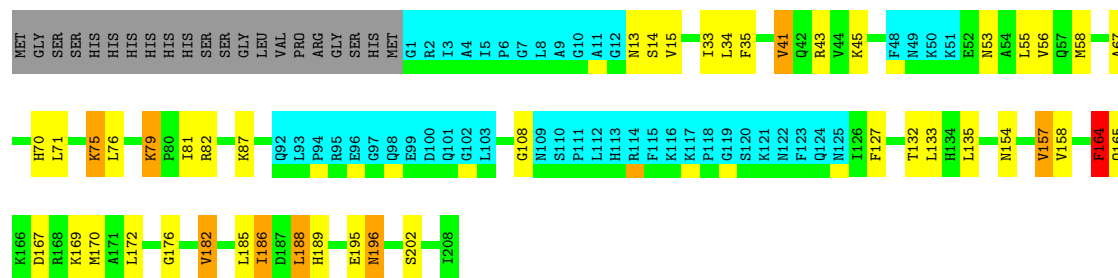 MET GLY SER SER HIS HIS HIS HIS HIS HIS SER SER GLY LEU VAL PRO ARG GLY SER HIS MET G1 R2 I3 A4 I5 P6 G7 L8 A9 G10 A11 G12 N13 S14 V15 I33 L34 F35 V41 Q42 R43 V44 K45 F48 N49 K50 K51 E52 N53 A54 L55 V56 Q57 M58 A67
H70 L71 K75 L76 K79 P80 I81 R82 K87 Q92 L93 P94 R95 E96 G97 Q98 E99 D100 Q101 G102 L103 G108 N109 S110 P111 L112 H113 R114 F115 K116 K117 P118 G119 S120 K121 N122 F123 Q124 N125 I126 F127 T132 L133 H134 L135 N154 V157 V158 F164
K166 D167 R168 K169 M170 A171 L172 G176 V182 L185 I186 D187 L188 H189 E195 N196 S202 I208